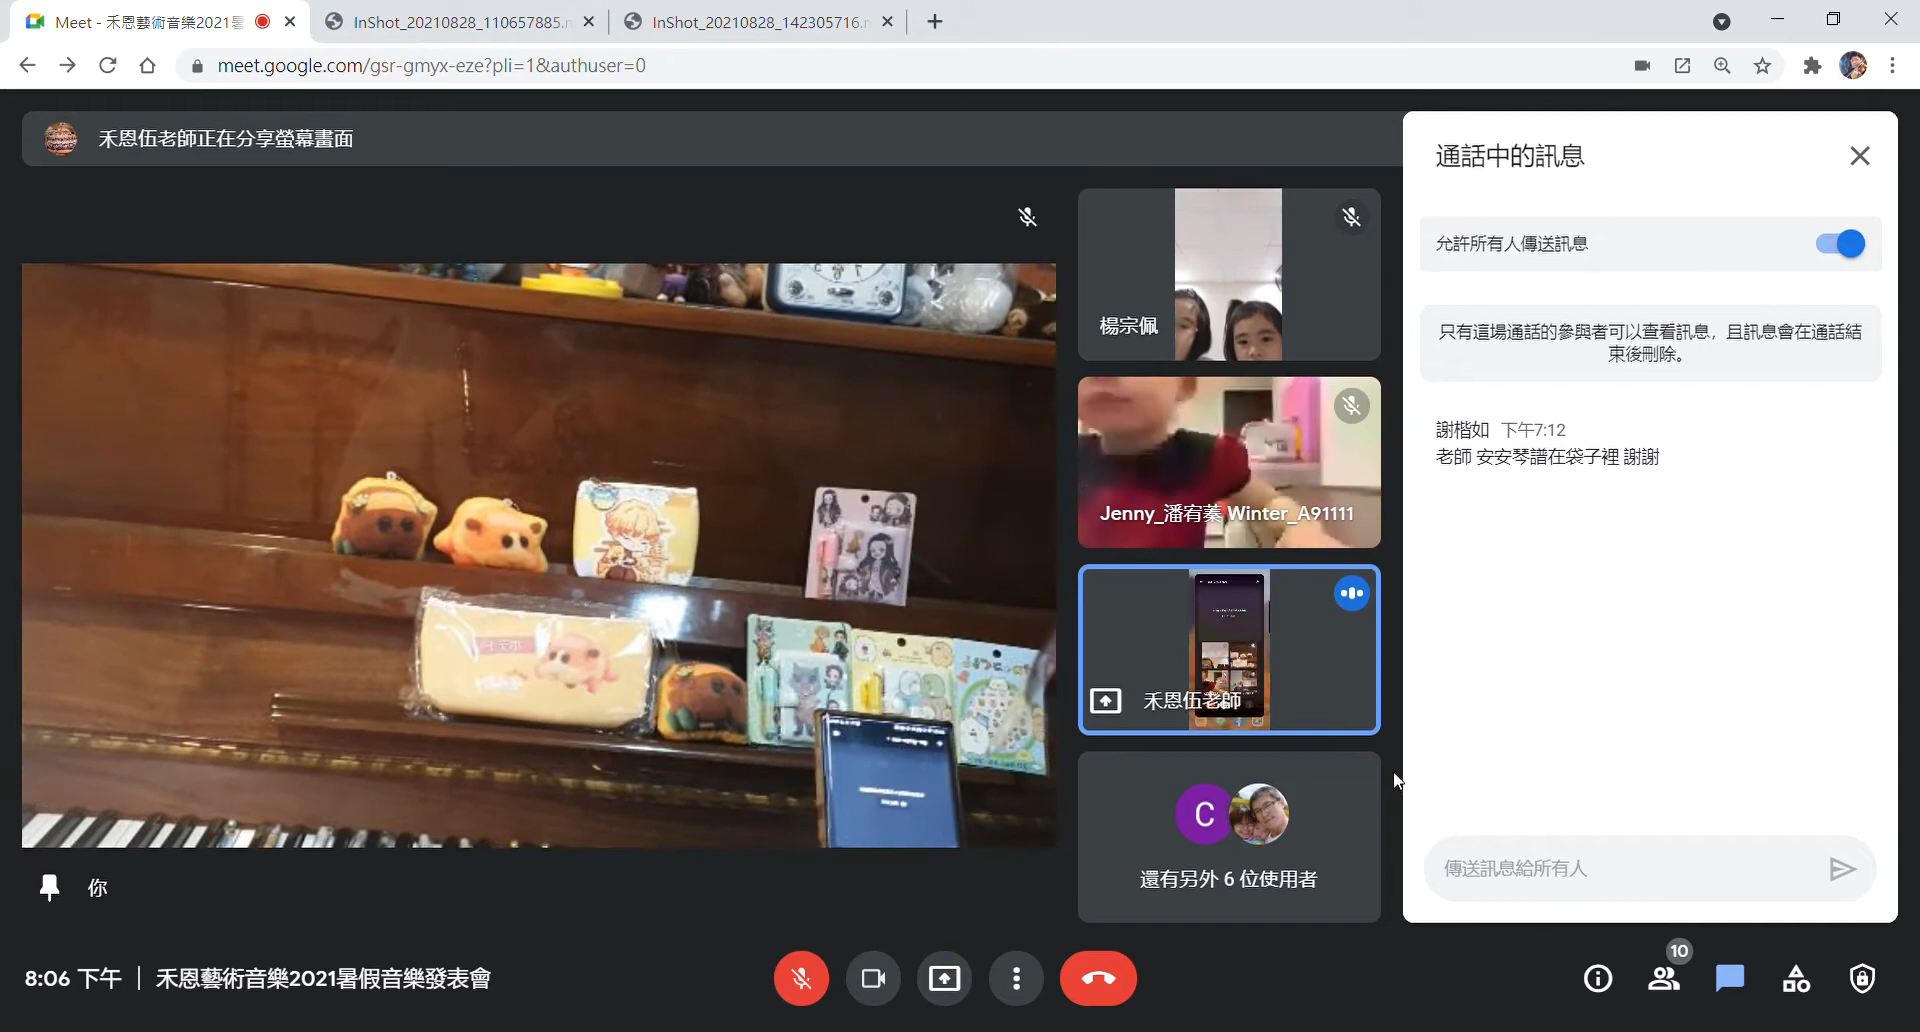 Meet - 禾恩藝術音樂2021暑
InShot_20210828_110657885.m
InShot_20210828_142305716.m
meet.google.com/gsr-gmyx-eze?pli=1&authuser=0
禾恩伍老師正在分享螢幕畫面
楊宗佩
Jenny_潘宥蓁 Winter_A91111
禾恩伍老師
C
還有另外 6 位使用者
你
通話中的訊息
允許所有人傳送訊息
只有這場通話的參與者可以查看訊息，且訊息會在通話結
束後刪除。
謝楷如 下午7:12
老師 安安琴譜在袋子裡 謝謝
傳送訊息給所有人
8:06 下午 | 禾恩藝術音樂2021暑假音樂發表會
10